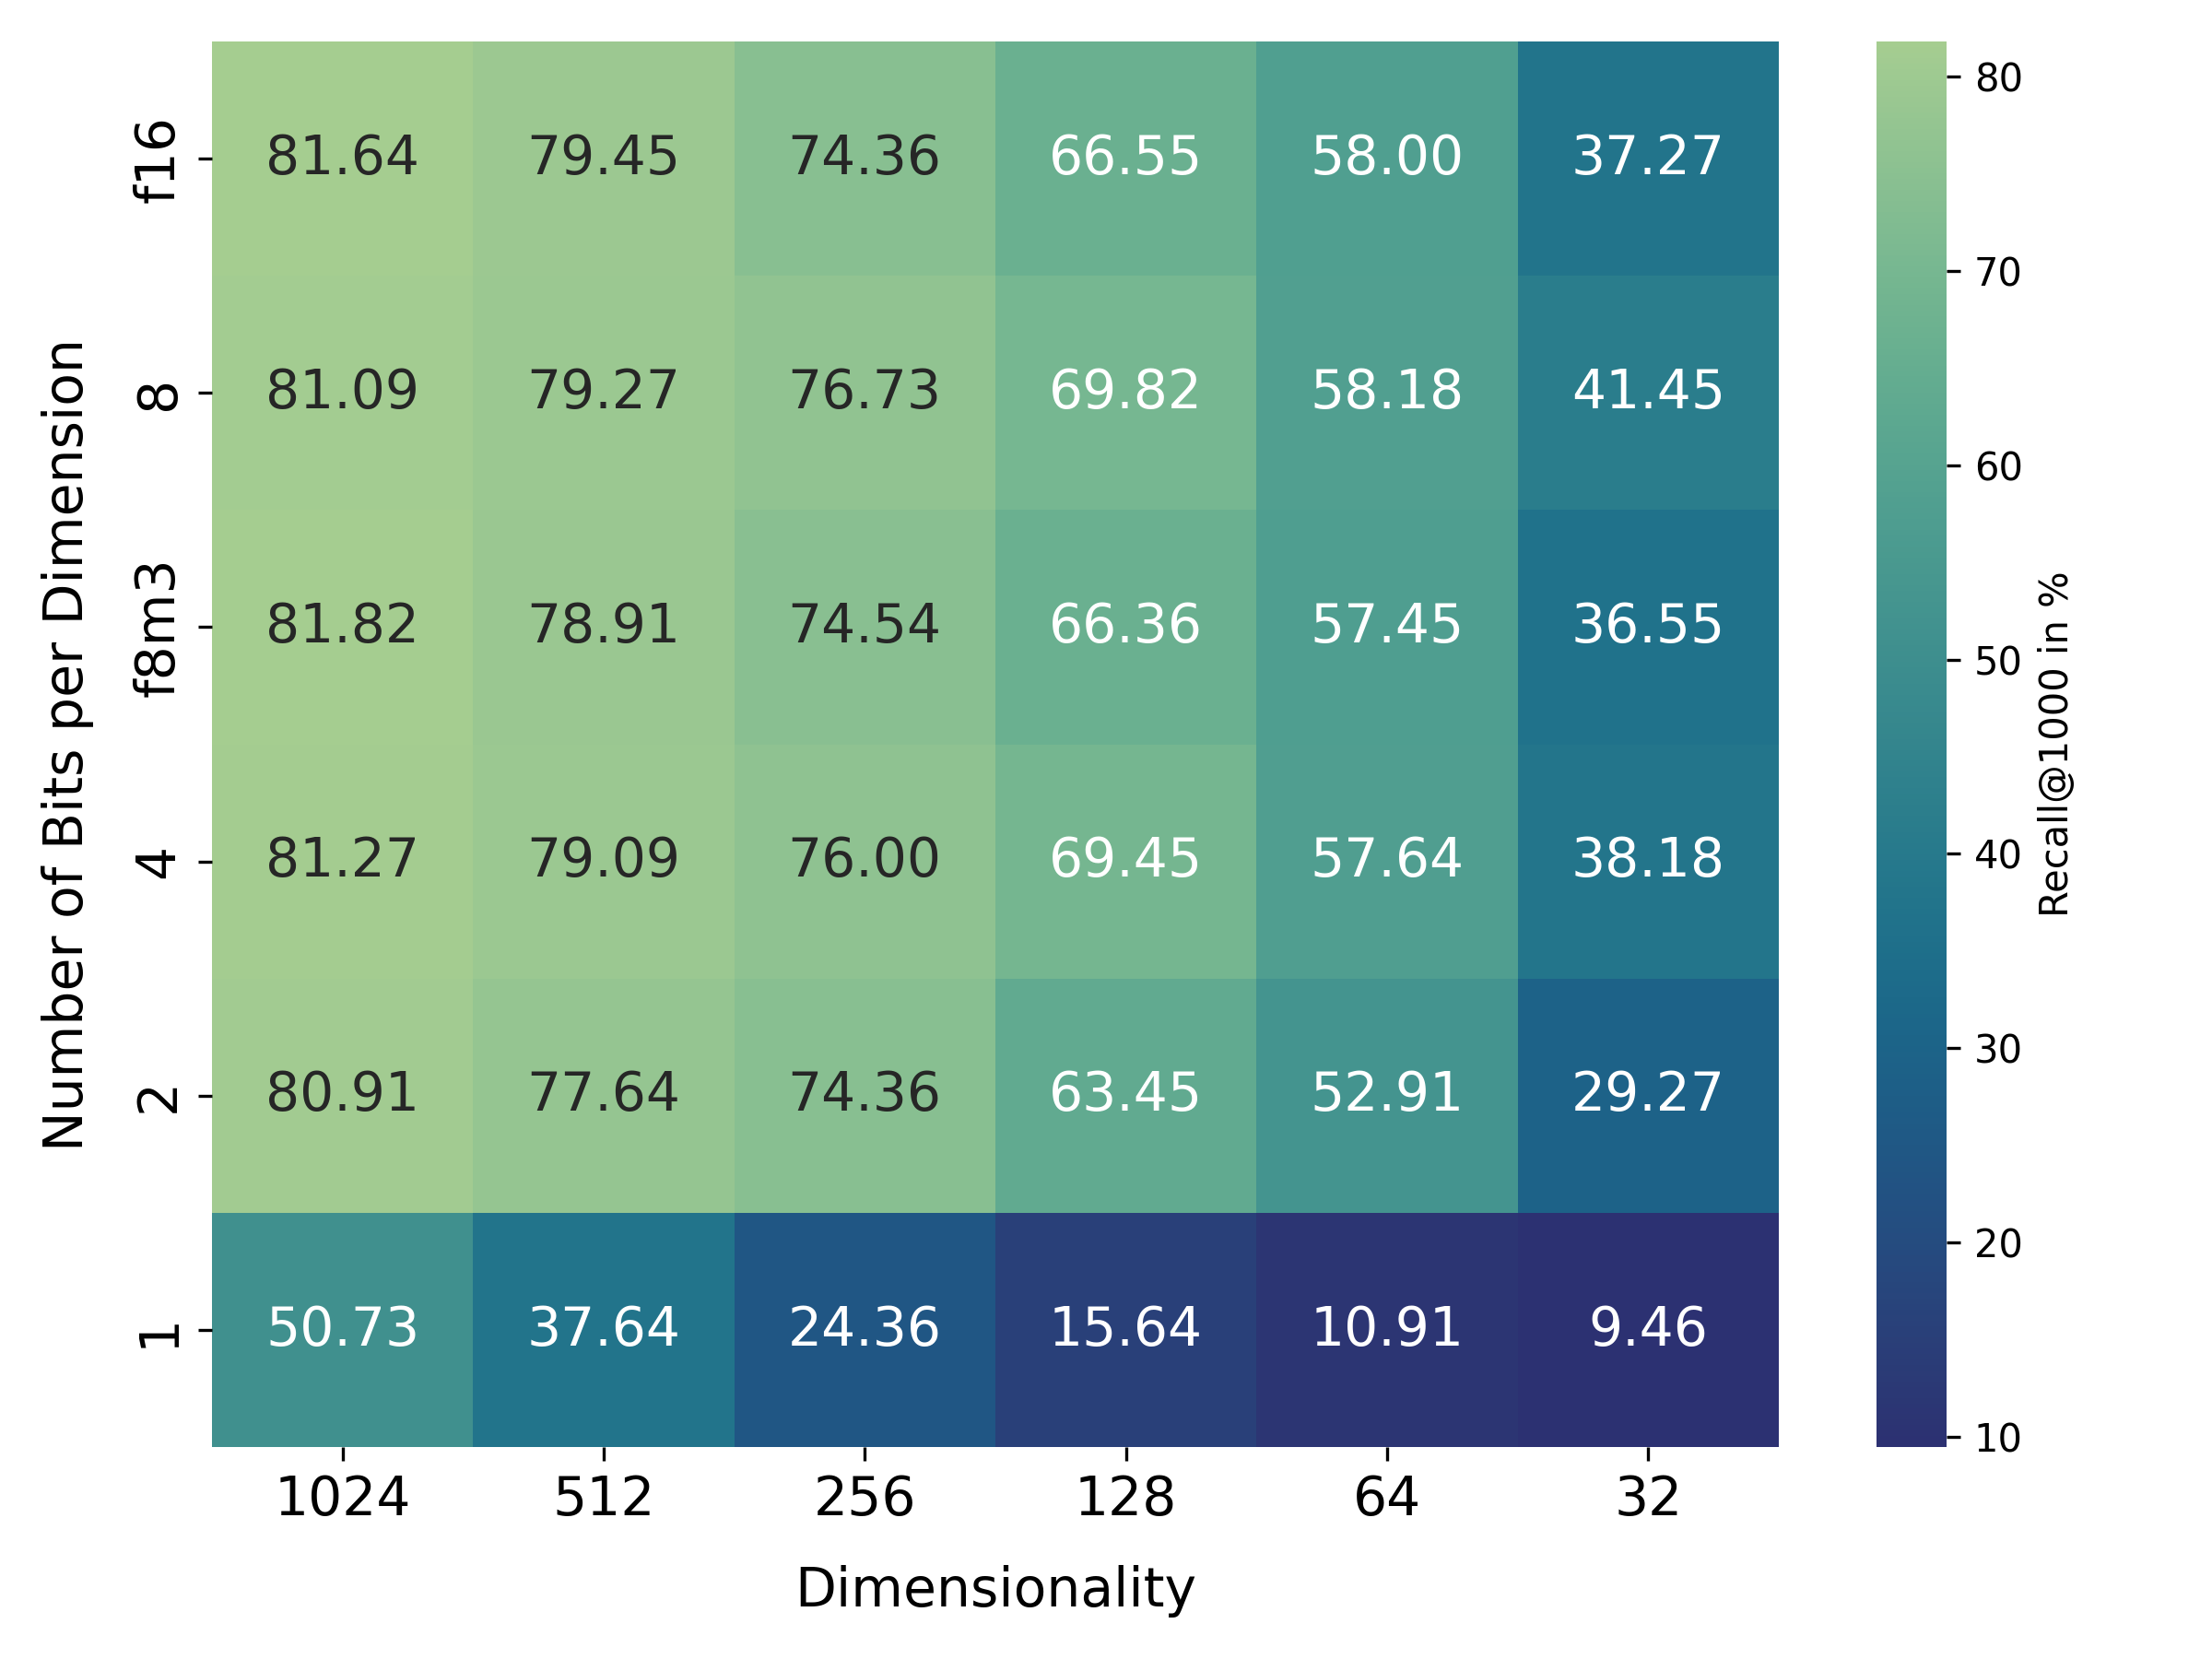 Number of Bits per Dimension
f16 81.64 79.45 74.36 66.55 58.00 37.27
8 81.09 79.27 76.73 69.82 58.18 41.45
f8m3 81.82 78.91 74.54 66.36 57.45 36.55
4 81.27 79.09 76.00 69.45 57.64 38.18
2 80.91 77.64 74.36 63.45 52.91 29.27
1 50.73 37.64 24.36 15.64 10.91 9.46
1024 512 256 128 64 32
Dimensionality
80
70
60
50
40
30
20
10
Recall@1000 in %